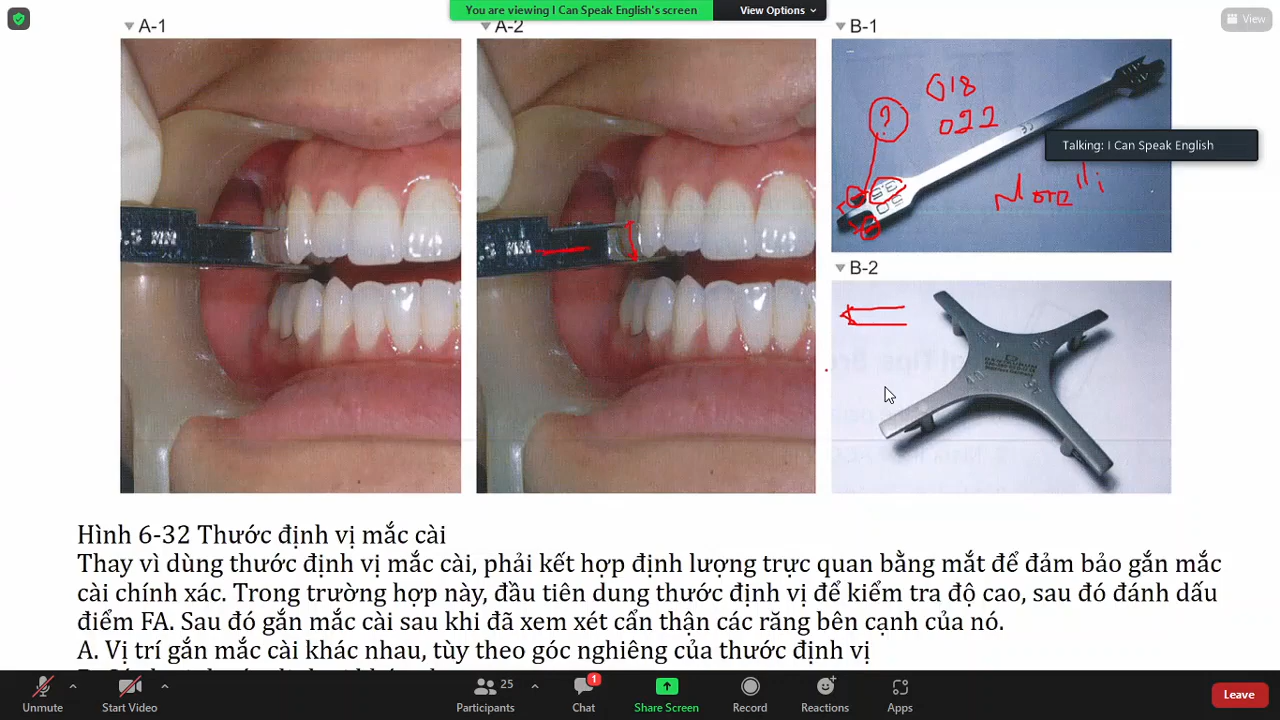 You are viewing I Can Speak English's screen
View Options
View
A-1
A-2
B-1
018
?
022
Talking: I Can Speak English
Morelli
.5 MM
.5 MM
B-2
Hình 6-32 Thước định vị mắc cài
Thay vì dùng thước định vị mắc cài, phải kết hợp định lượng trực quan bằng mắt để đảm bảo gắn mắc
cài chính xác. Trong trường hợp này, đầu tiên dung thước định vị để kiểm tra độ cao, sau đó đánh dấu
điểm FA. Sau đó gắn mắc cài sau khi đã xem xét cẩn thận các răng bên cạnh của nó.
A. Vị trí gắn mắc cài khác nhau, tùy theo góc nghiêng của thước định vị
Unmute
Start Video
25
Participants
1
Chat
Share Screen
Record
Reactions
Apps
Leave